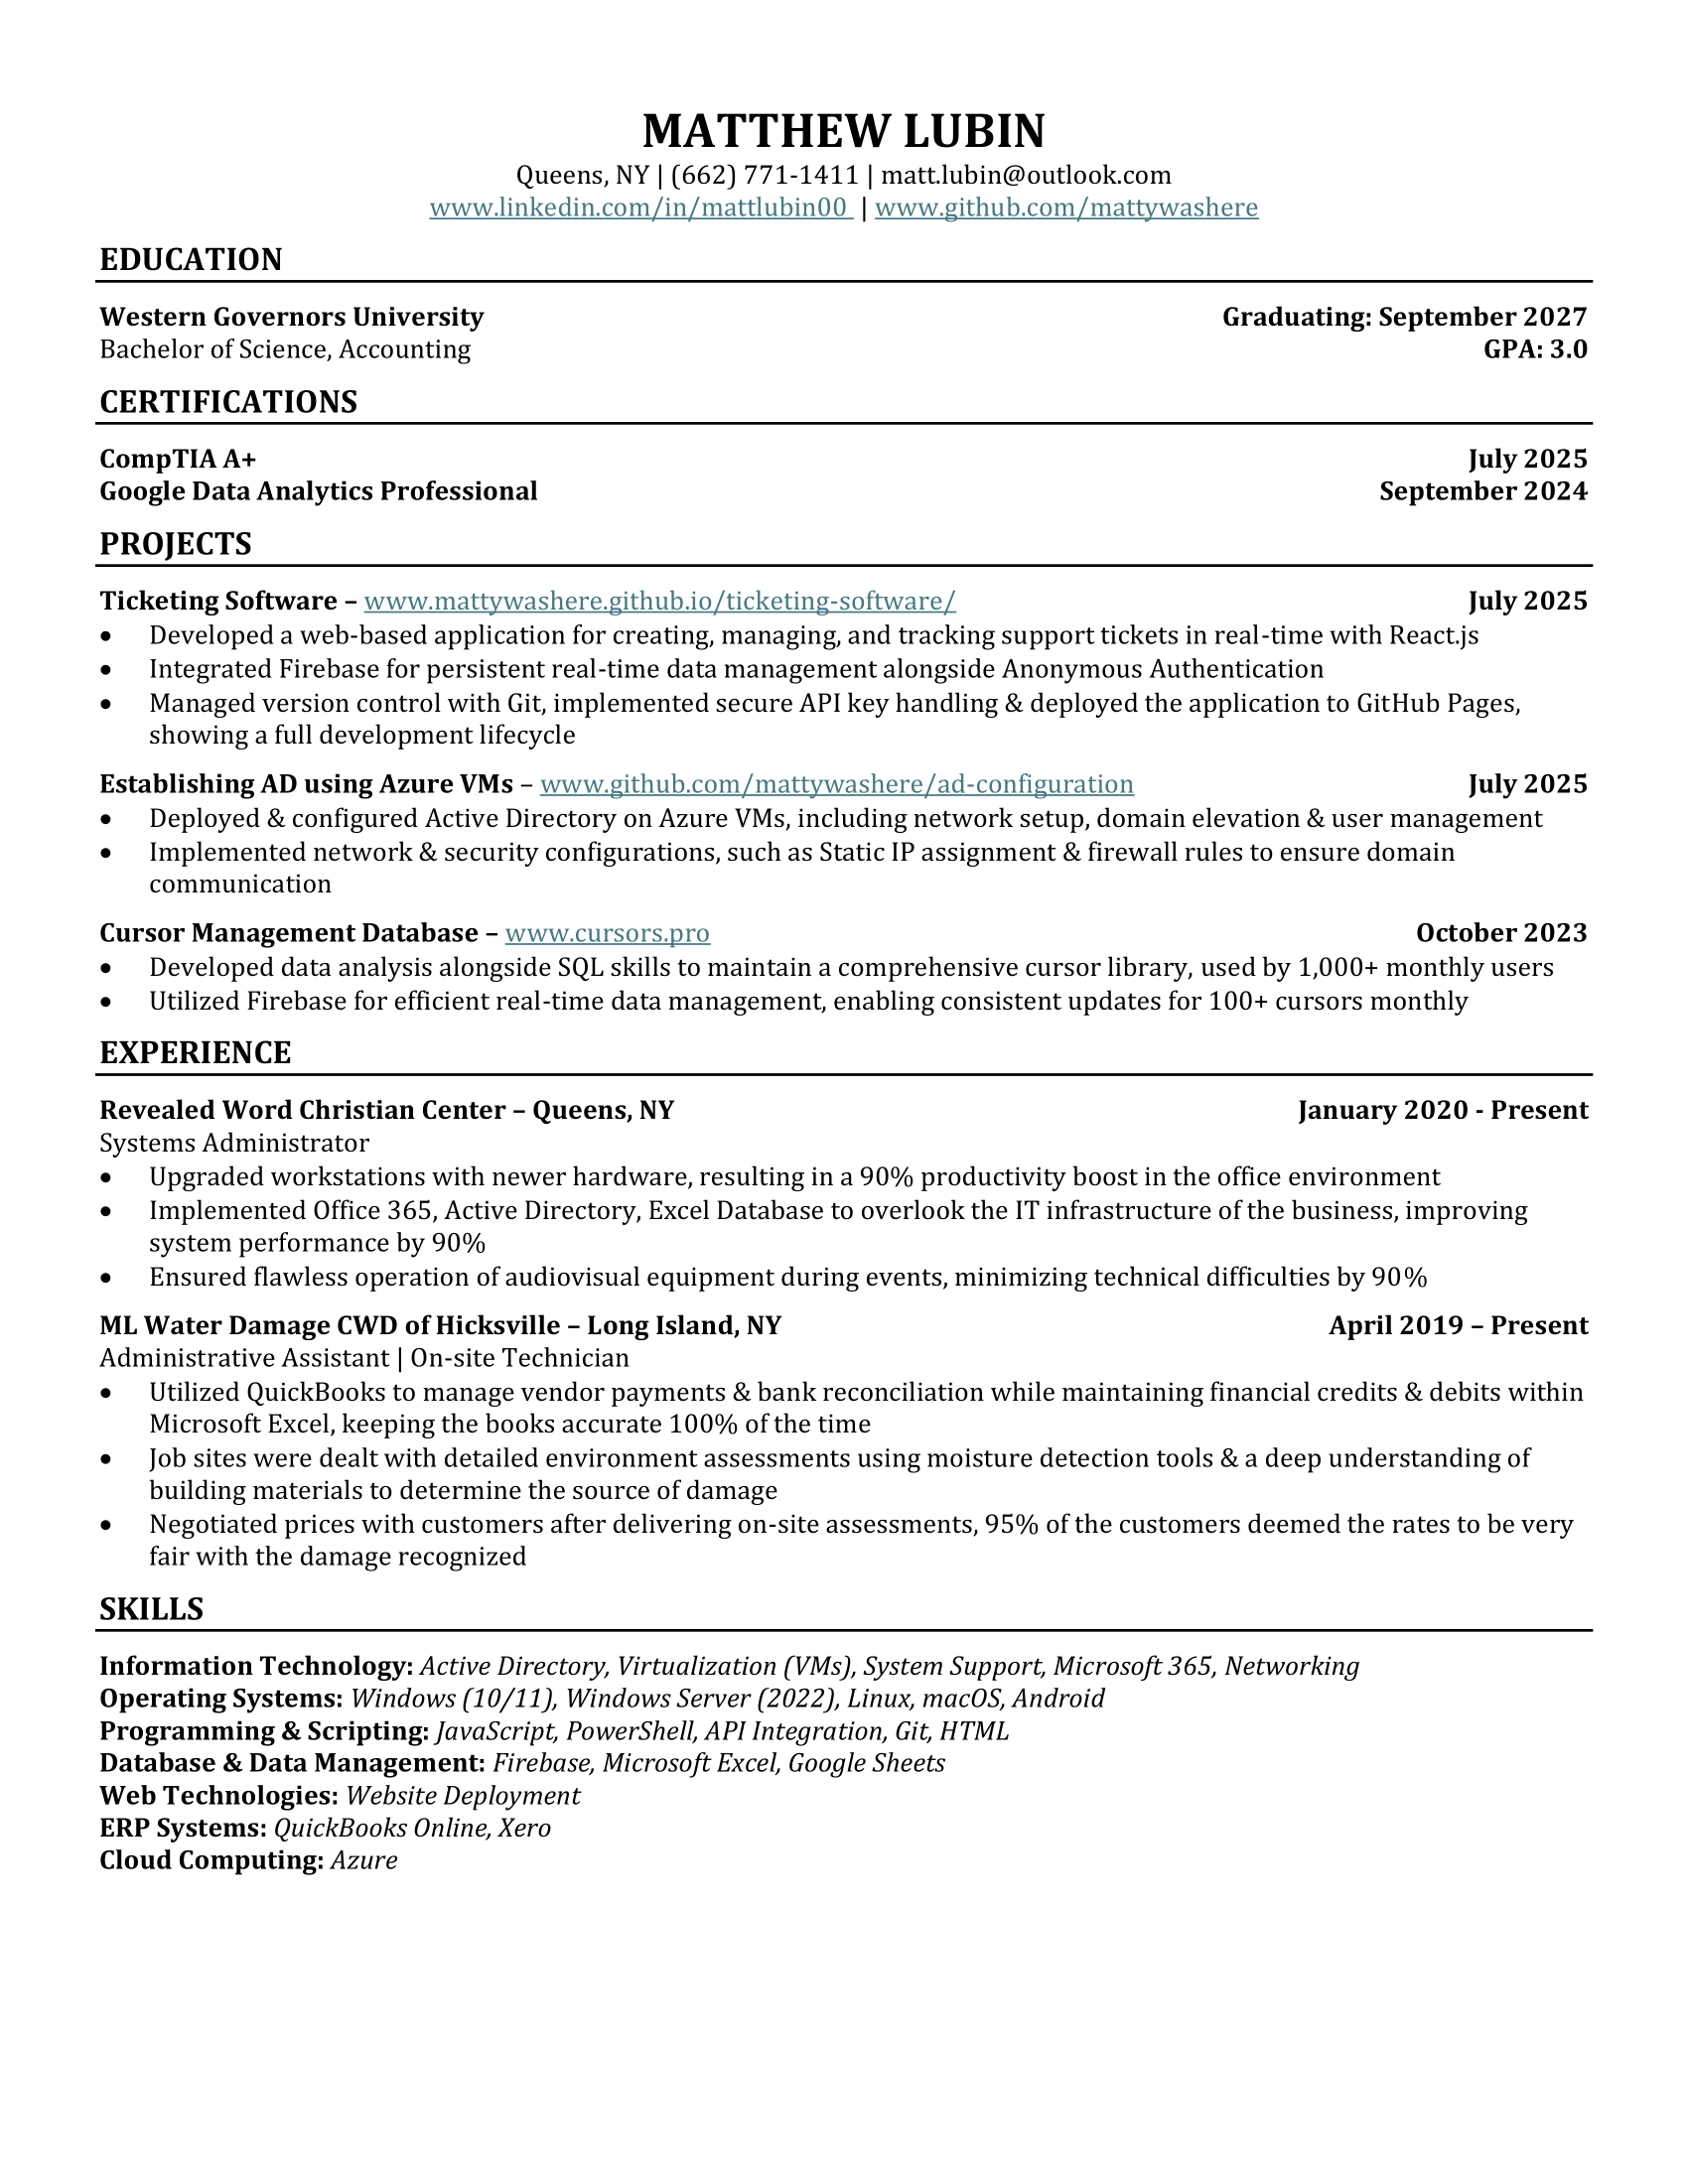 MATTHEW LUBIN
Queens, NY | (662) 771-1411 | matt.lubin@outlook.com
www.linkedin.com/in/mattlubin00 | www.github.com/mattywashere
EDUCATION
Western Governors University Graduating: September 2027
Bachelor of Science, Accounting GPA: 3.0
CERTIFICATIONS
CompTIA A+ July 2025
Google Data Analytics Professional September 2024
PROJECTS
Ticketing Software – www.mattywashere.github.io/ticketing-software/ July 2025
• Developed a web-based application for creating, managing, and tracking support tickets in real-time with React.js
• Integrated Firebase for persistent real-time data management alongside Anonymous Authentication
• Managed version control with Git, implemented secure API key handling & deployed the application to GitHub Pages,
showing a full development lifecycle
Establishing AD using Azure VMs – www.github.com/mattywashere/ad-configuration July 2025
• Deployed & configured Active Directory on Azure VMs, including network setup, domain elevation & user management
• Implemented network & security configurations, such as Static IP assignment & firewall rules to ensure domain
communication
Cursor Management Database – www.cursors.pro October 2023
• Developed data analysis alongside SQL skills to maintain a comprehensive cursor library, used by 1,000+ monthly users
• Utilized Firebase for efficient real-time data management, enabling consistent updates for 100+ cursors monthly
EXPERIENCE
Revealed Word Christian Center – Queens, NY January 2020 - Present
Systems Administrator
• Upgraded workstations with newer hardware, resulting in a 90% productivity boost in the office environment
• Implemented Office 365, Active Directory, Excel Database to overlook the IT infrastructure of the business, improving
system performance by 90%
• Ensured flawless operation of audiovisual equipment during events, minimizing technical difficulties by 90%
ML Water Damage CWD of Hicksville – Long Island, NY April 2019 – Present
Administrative Assistant | On-site Technician
• Utilized QuickBooks to manage vendor payments & bank reconciliation while maintaining financial credits & debits within
Microsoft Excel, keeping the books accurate 100% of the time
• Job sites were dealt with detailed environment assessments using moisture detection tools & a deep understanding of
building materials to determine the source of damage
• Negotiated prices with customers after delivering on-site assessments, 95% of the customers deemed the rates to be very
fair with the damage recognized
SKILLS
Information Technology: Active Directory, Virtualization (VMs), System Support, Microsoft 365, Networking
Operating Systems: Windows (10/11), Windows Server (2022), Linux, macOS, Android
Programming & Scripting: JavaScript, PowerShell, API Integration, Git, HTML
Database & Data Management: Firebase, Microsoft Excel, Google Sheets
Web Technologies: Website Deployment
ERP Systems: QuickBooks Online, Xero
Cloud Computing: Azure